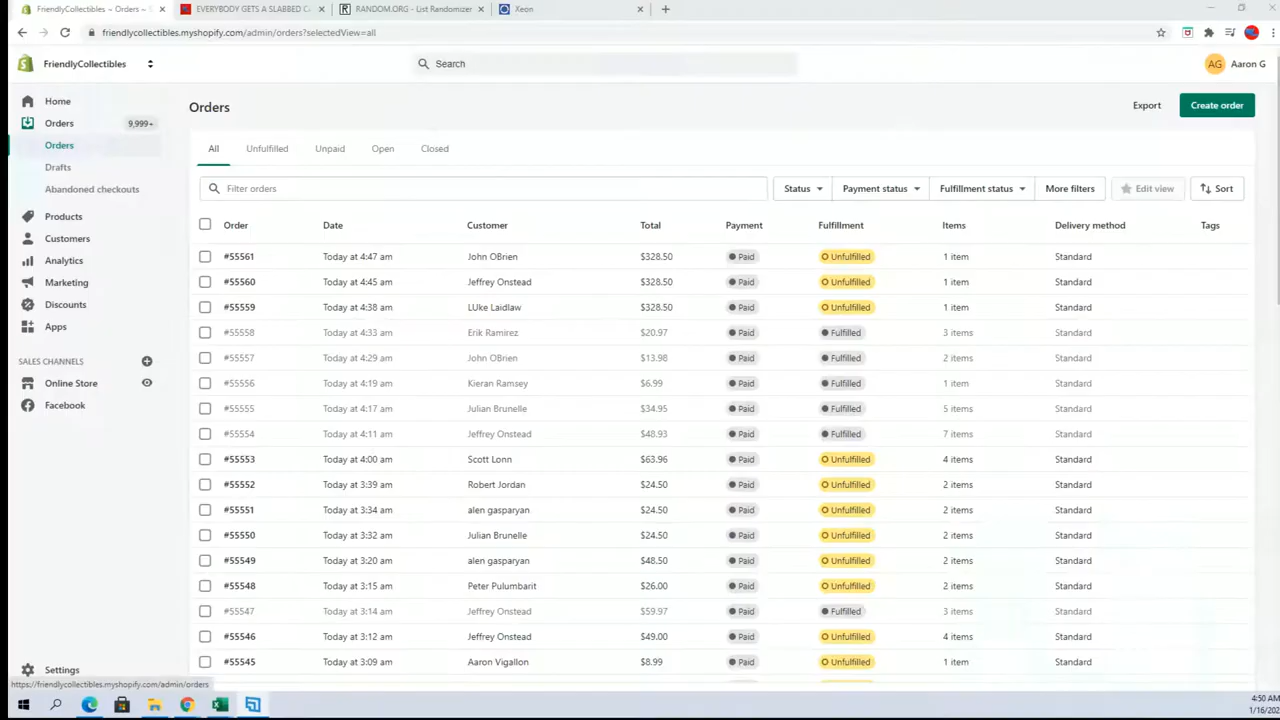 FriendlyCollectibles ~ Orders ~ S
EVERYBODY GETS A SLABBED C
RANDOM.ORG - List Randomizer
Xeon
friendlycollectibles.myshopify.com/admin/orders?selectedView=all
FriendlyCollectibles
Search
AG Aaron G
Home
Orders 9,999+
Orders
Drafts
Abandoned checkouts
Products
Customers
Analytics
Marketing
Discounts
Apps
SALES CHANNELS
Online Store
Facebook
Settings
Orders
Export
Create order
All Unfulfilled Unpaid Open Closed
Filter orders Status Payment status Fulfillment status More filters Edit view Sort
Order Date Customer Total Payment Fulfillment Items Delivery method Tags
#55561 Today at 4:47 am John OBrien $328.50 Paid Unfulfilled 1 item Standard
#55560 Today at 4:45 am Jeffrey Onstead $328.50 Paid Unfulfilled 1 item Standard
#55559 Today at 4:38 am LUke Laidlaw $328.50 Paid Unfulfilled 1 item Standard
#55558 Today at 4:33 am Erik Ramirez $20.97 Paid Fulfilled 3 items Standard
#55557 Today at 4:29 am John OBrien $13.98 Paid Fulfilled 2 items Standard
#55556 Today at 4:19 am Kieran Ramsey $6.99 Paid Fulfilled 1 item Standard
#55555 Today at 4:17 am Julian Brunelle $34.95 Paid Fulfilled 5 items Standard
#55554 Today at 4:11 am Jeffrey Onstead $48.93 Paid Fulfilled 7 items Standard
#55553 Today at 4:00 am Scott Lonn $63.96 Paid Unfulfilled 4 items Standard
#55552 Today at 3:39 am Robert Jordan $24.50 Paid Unfulfilled 2 items Standard
#55551 Today at 3:34 am alen gasparyan $24.50 Paid Unfulfilled 2 items Standard
#55550 Today at 3:32 am Julian Brunelle $24.50 Paid Unfulfilled 2 items Standard
#55549 Today at 3:20 am alen gasparyan $48.50 Paid Unfulfilled 2 items Standard
#55548 Today at 3:15 am Peter Pulumbarit $26.00 Paid Unfulfilled 2 items Standard
#55547 Today at 3:14 am Jeffrey Onstead $59.97 Paid Fulfilled 3 items Standard
#55546 Today at 3:12 am Jeffrey Onstead $49.00 Paid Unfulfilled 4 items Standard
#55545 Today at 3:09 am Aaron Vigallon $8.99 Paid Unfulfilled 1 item Standard
https://friendlycollectibles.myshopify.com/admin/orders
4:50 AM
1/16/202